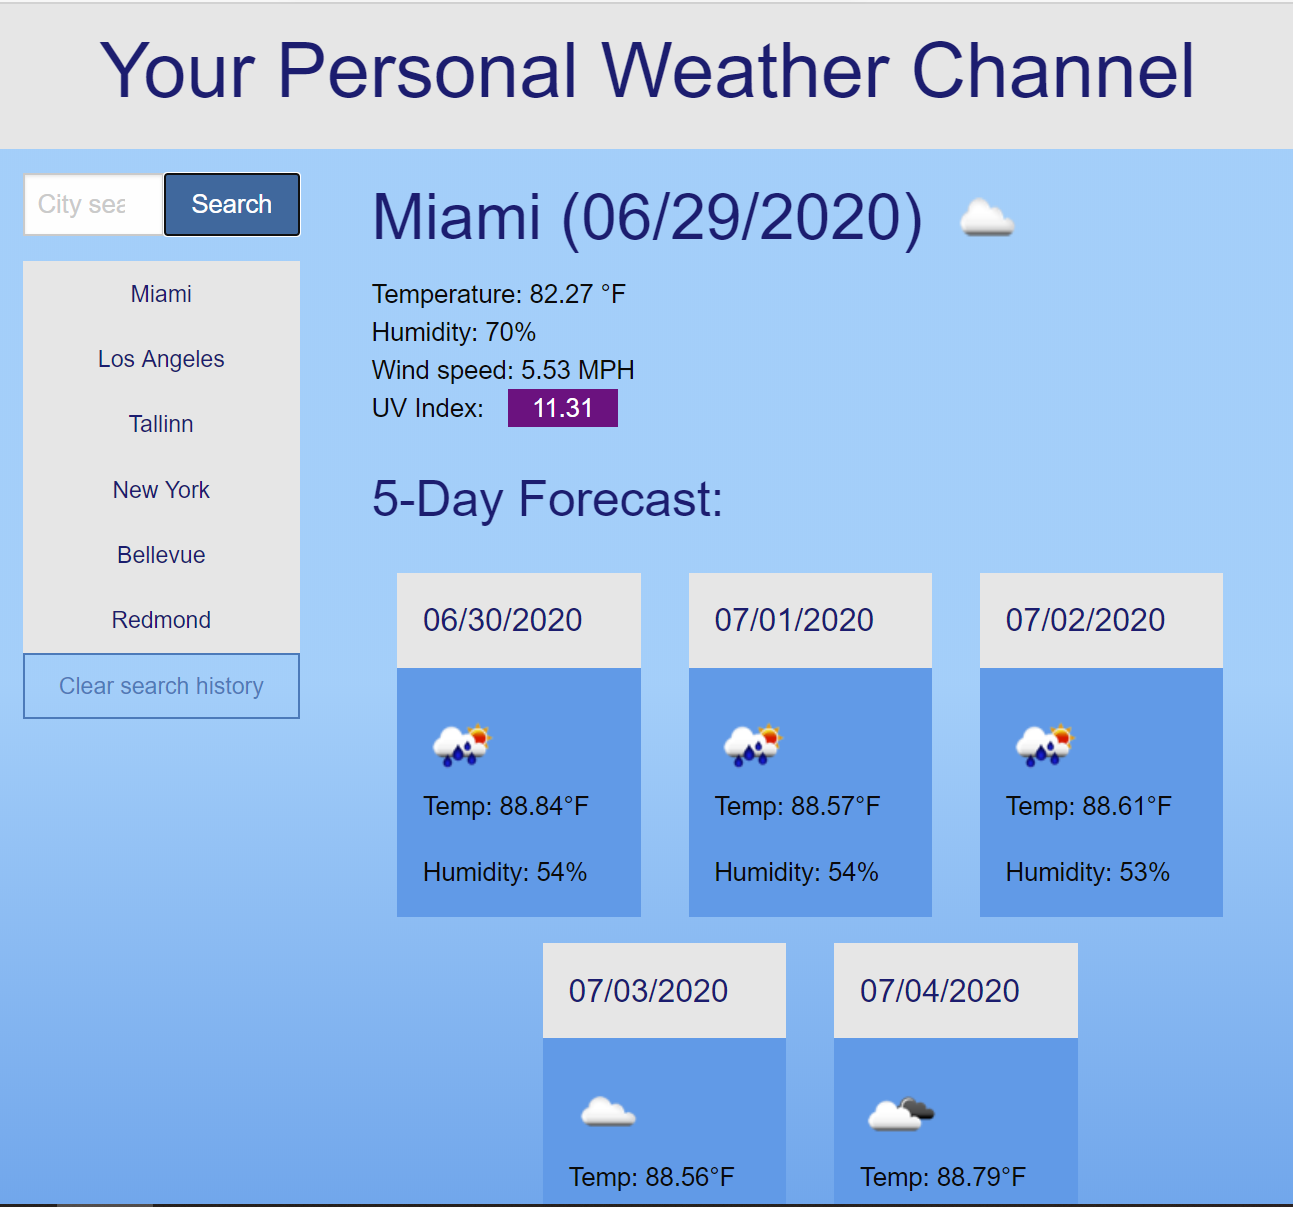 Your Personal Weather Channel
City sea
Search
Miami
Los Angeles
Tallinn
New York
Bellevue
Redmond
Clear search history
Miami (06/29/2020)
Temperature: 82.27 °F
Humidity: 70%
Wind speed: 5.53 MPH
UV Index: 11.31
5-Day Forecast:
06/30/2020
Temp: 88.84°F
Humidity: 54%
07/01/2020
Temp: 88.57°F
Humidity: 54%
07/02/2020
Temp: 88.61°F
Humidity: 53%
07/03/2020
Temp: 88.56°F
07/04/2020
Temp: 88.79°F